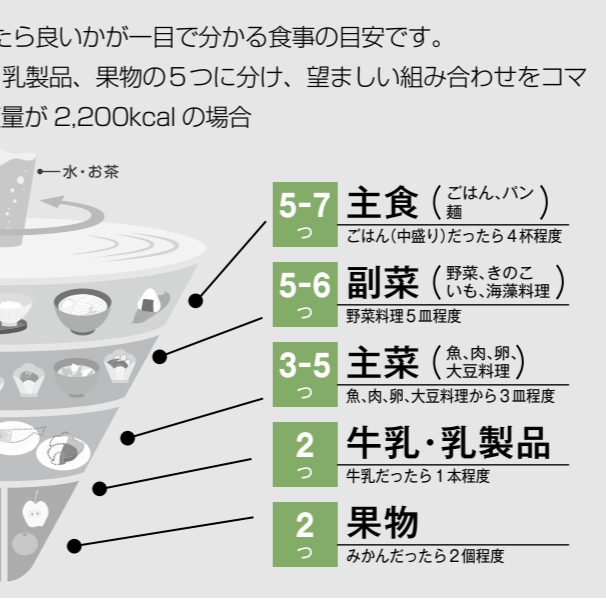 たら良いかが一目で分かる食事の目安です。
乳製品、果物の5つに分け、望ましい組み合わせをコマ
量が 2,200kcal の場合
水・お茶
5-7つ 主食（ごはん、パン麺）
ごはん(中盛り)だったら4杯程度
5-6つ 副菜（野菜、きのこいも、海藻料理）
野菜料理5皿程度
3-5つ 主菜（魚、肉、卵、大豆料理）
魚、肉、卵、大豆料理から3皿程度
2つ 牛乳・乳製品
牛乳だったら1本程度
2つ 果物
みかんだったら2個程度